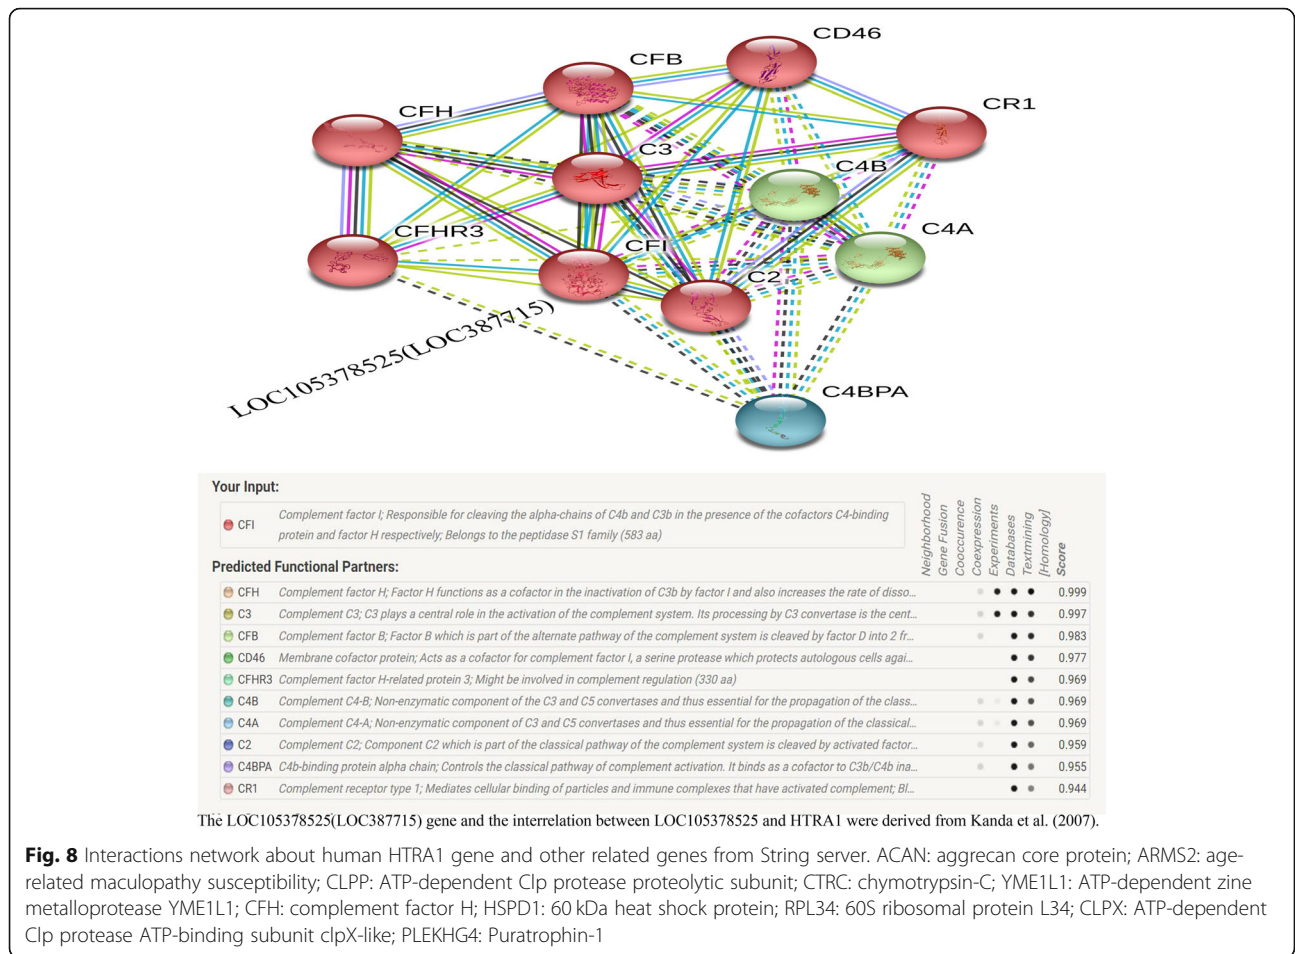 CD46
CFB
CR1
CFH
C3
C4B
C4A
CFHR3
CFI
C2
LOC105378525(LOC387715)
C4BPA
Your Input:
Neighborhood
Gene Fusion
Cooccurence
Coexpression
Experiments
Databases
Textmining
[Homology]
Score
CFI Complement factor I; Responsible for cleaving the alpha-chains of C4b and C3b in the presence of the cofactors C4-binding
protein and factor H respectively; Belongs to the peptidase S1 family (583 aa)
Predicted Functional Partners:
CFH Complement factor H; Factor H functions as a cofactor in the inactivation of C3b by factor I and also increases the rate of disso... 0.999
C3 Complement C3; C3 plays a central role in the activation of the complement system. Its processing by C3 convertase is the cent... 0.997
CFB Complement factor B; Factor B which is part of the alternate pathway of the complement system is cleaved by factor D into 2 fr... 0.983
CD46 Membrane cofactor protein; Acts as a cofactor for complement factor I, a serine protease which protects autologous cells agai... 0.977
CFHR3 Complement factor H-related protein 3; Might be involved in complement regulation (330 aa) 0.969
C4B Complement C4-B; Non-enzymatic component of the C3 and C5 convertases and thus essential for the propagation of the class... 0.969
C4A Complement C4-A; Non-enzymatic component of C3 and C5 convertases and thus essential for the propagation of the classical... 0.969
C2 Complement C2; Component C2 which is part of the classical pathway of the complement system is cleaved by activated factor... 0.959
C4BPA C4b-binding protein alpha chain; Controls the classical pathway of complement activation. It binds as a cofactor to C3b/C4b ina... 0.955
CR1 Complement receptor type 1; Mediates cellular binding of particles and immune complexes that have activated complement; Bl... 0.944
The LOC105378525(LOC387715) gene and the interrelation between LOC105378525 and HTRA1 were derived from Kanda et al. (2007).
Fig. 8 Interactions network about human HTRA1 gene and other related genes from String server. ACAN: aggrecan core protein; ARMS2: age-
related maculopathy susceptibility; CLPP: ATP-dependent Clp protease proteolytic subunit; CTRC: chymotrypsin-C; YME1L1: ATP-dependent zine
metalloprotease YME1L1; CFH: complement factor H; HSPD1: 60 kDa heat shock protein; RPL34: 60S ribosomal protein L34; CLPX: ATP-dependent
Clp protease ATP-binding subunit clpX-like; PLEKHG4: Puratrophin-1